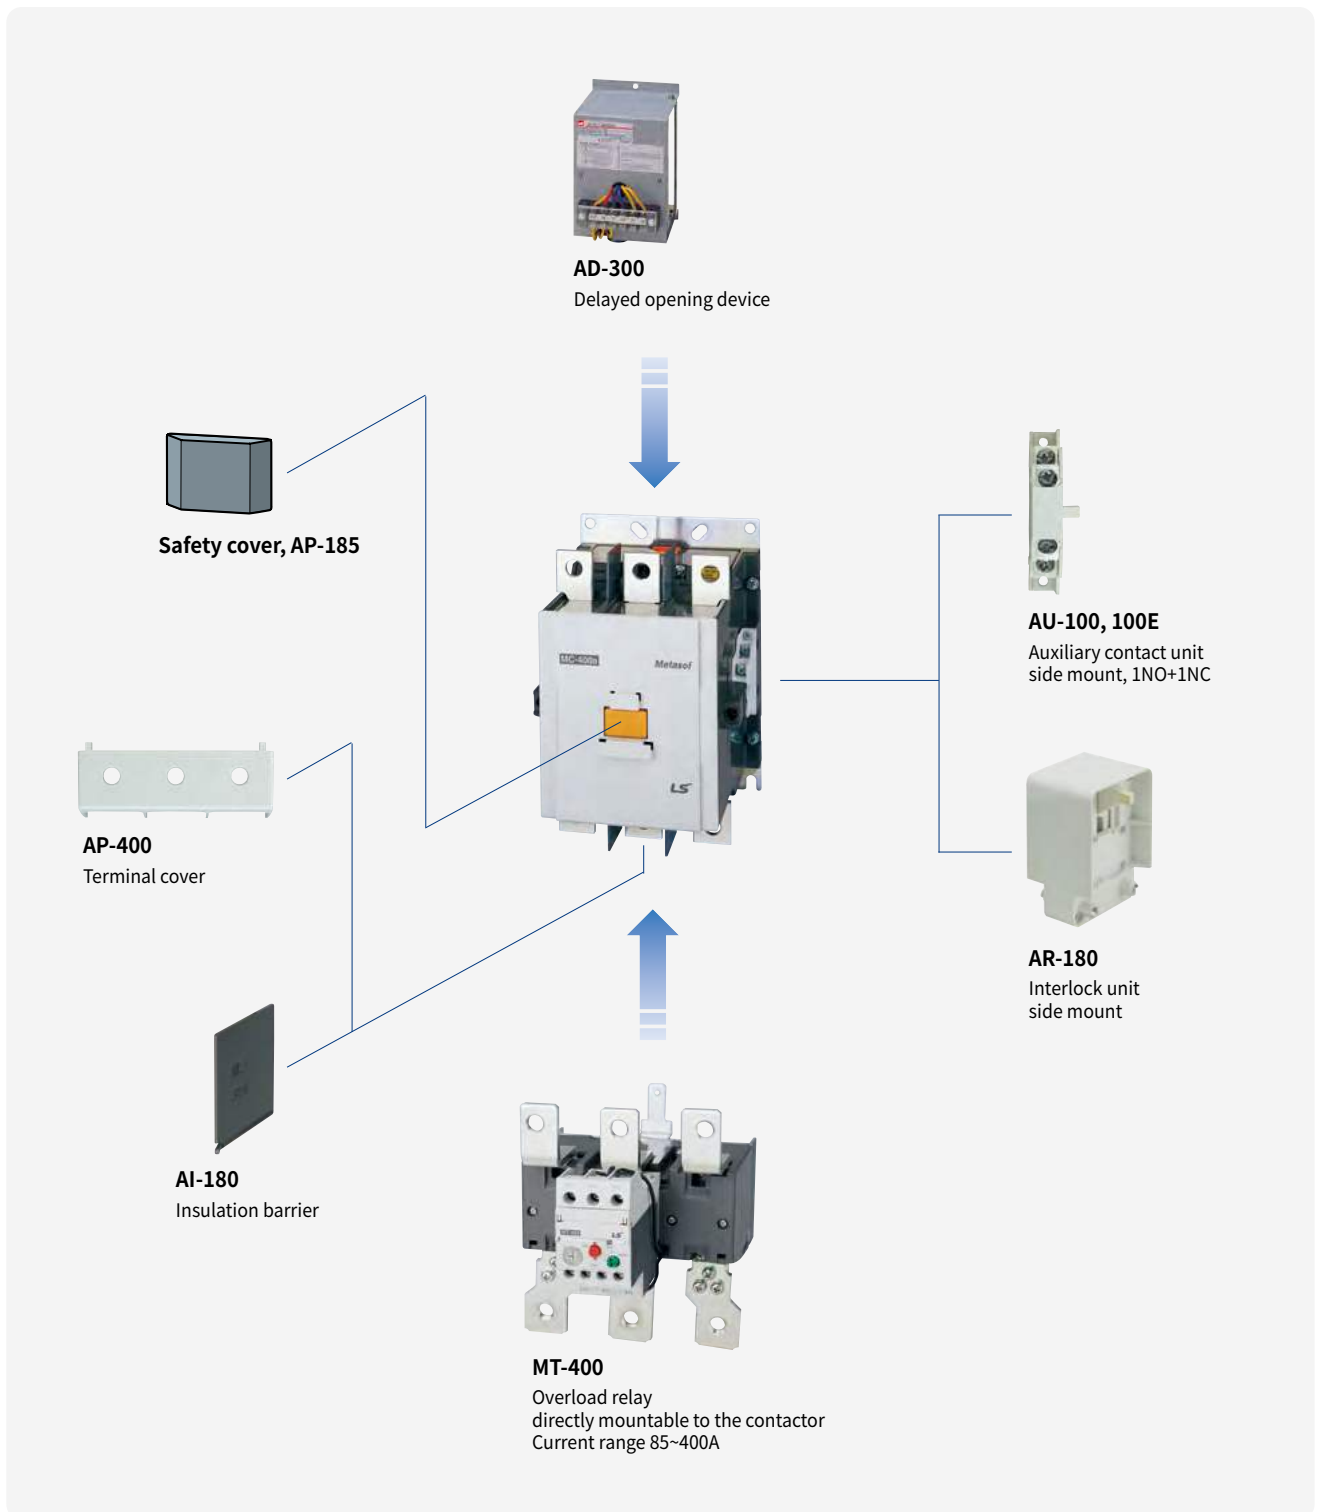 AD-300
Delayed opening device
Safety cover, AP-185
MC-400a
Metasol
LS
AU-100, 100E
Auxiliary contact unit
side mount, 1NO+1NC
AP-400
Terminal cover
AR-180
Interlock unit
side mount
AI-180
Insulation barrier
LS
MT-400
Overload relay
directly mountable to the contactor
Current range 85~400A